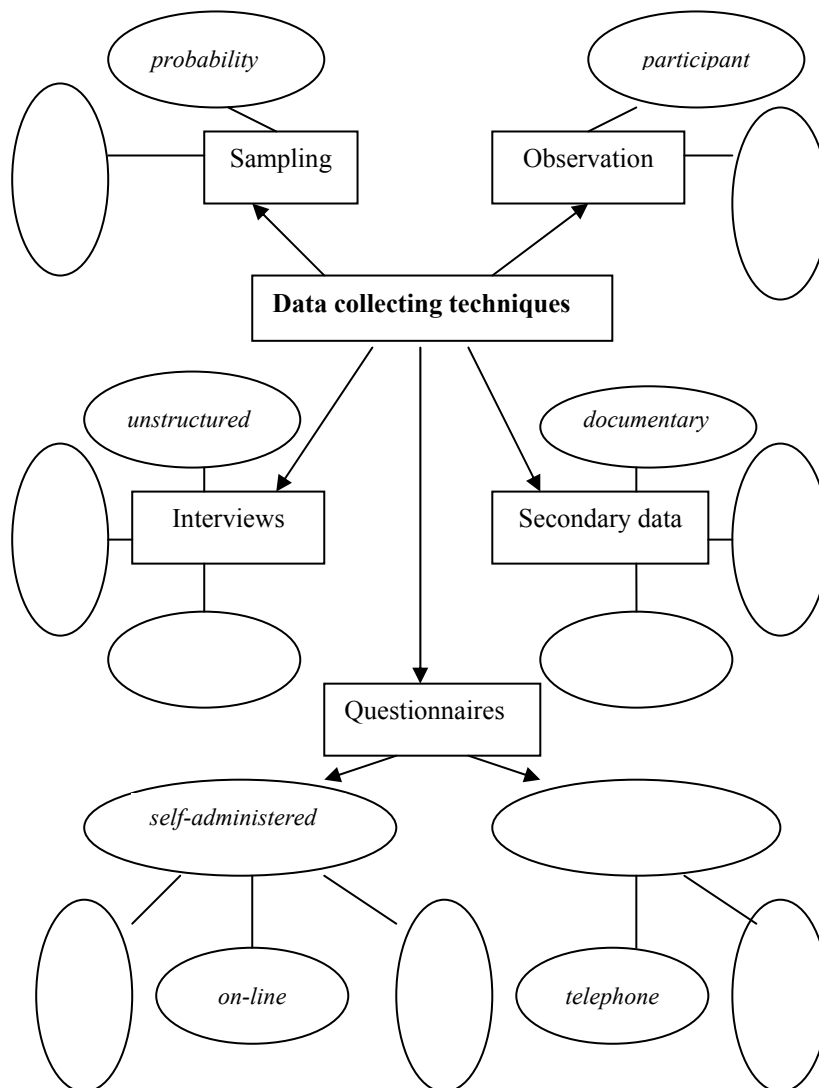 probability
participant
Sampling
Observation
Data collecting techniques
unstructured
documentary
Interviews
Secondary data
Questionnaires
self-administered
on-line
telephone